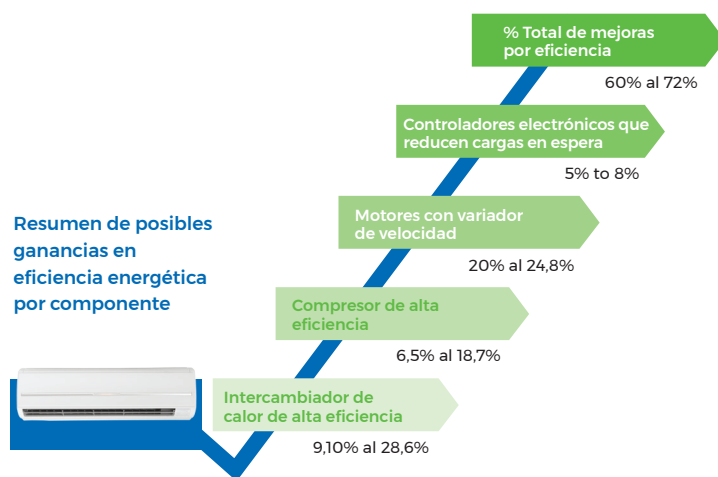 % Total de mejoras
por eficiencia
60% al 72%
Controladores electrónicos que
reducen cargas en espera
5% to 8%
Motores con variador
de velocidad
20% al 24,8%
Resumen de posibles
ganancias en
eficiencia energética
por componente
Compresor de alta
eficiencia
6,5% al 18,7%
Intercambiador de
calor de alta eficiencia
9,10% al 28,6%